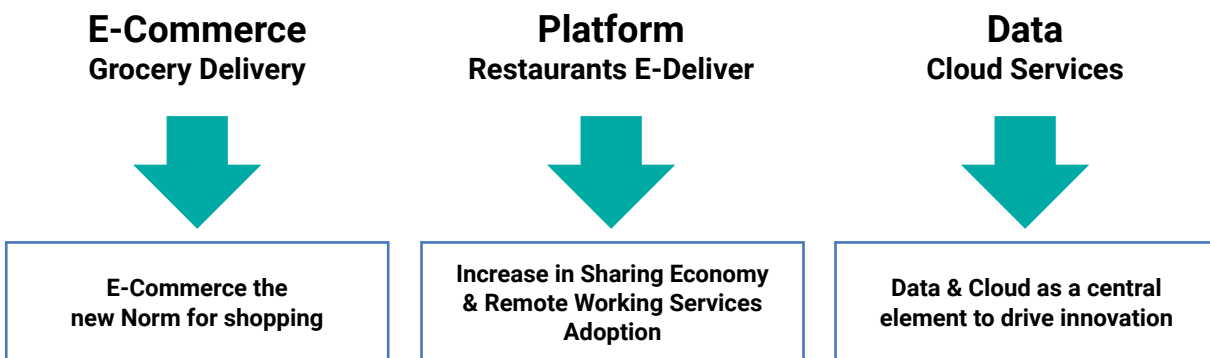 E-Commerce
Grocery Delivery
Platform
Restaurants E-Deliver
Data
Cloud Services
E-Commerce the
new Norm for shopping
Increase in Sharing Economy
& Remote Working Services
Adoption
Data & Cloud as a central
element to drive innovation